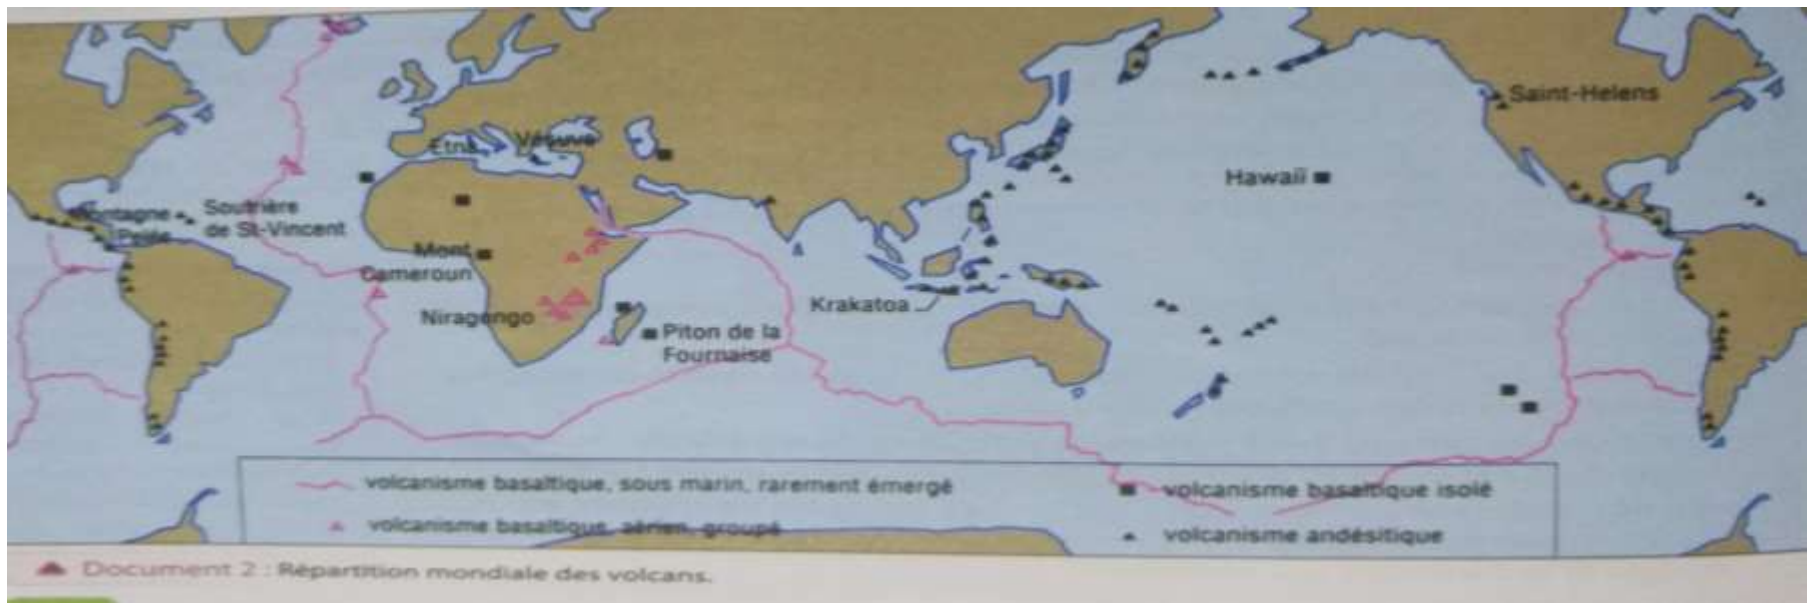 Saint-Helens
Etna
Vésuve
Hawaïi
Montagne
Pelée
Soufrière
de St-Vincent
Mont
Cameroun
Krakatoa
Niragongo
Piton de la
Fournaise
volcanisme basaltique, sous marin, rarement émergé
volcanisme basaltique isolé
volcanisme basaltique, aérien, groupé
volcanisme andésitique
Document 2 : Répartition mondiale des volcans.